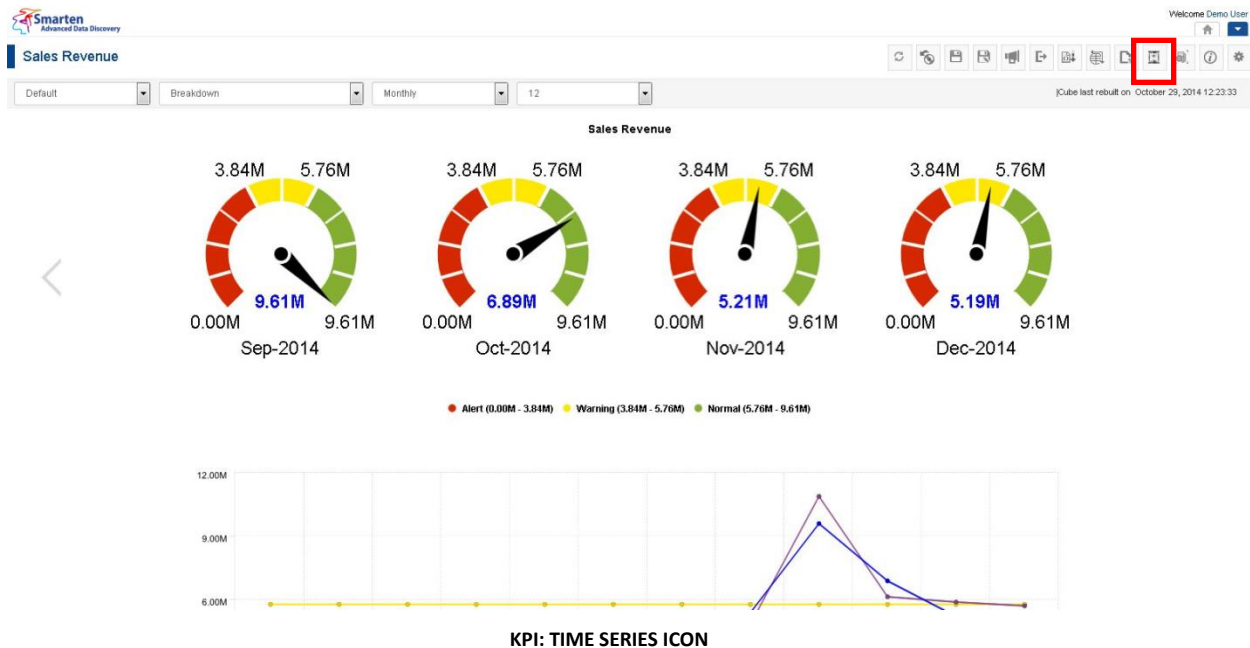 Smarten
Advanced Data Discovery
Welcome Demo User
Sales Revenue
Default
Breakdown
Monthly
12
|Cube last rebuilt on October 29, 2014 12:23:33
Sales Revenue
3.84M 5.76M 3.84M 5.76M 3.84M 5.76M 3.84M 5.76M
9.61M 6.89M 5.21M 5.19M
0.00M 9.61M 0.00M 9.61M 0.00M 9.61M 0.00M 9.61M
Sep-2014 Oct-2014 Nov-2014 Dec-2014
Alert (0.00M - 3.84M) Warning (3.84M - 5.76M) Normal (5.76M - 9.61M)
12.00M
9.00M
6.00M
KPI: TIME SERIES ICON